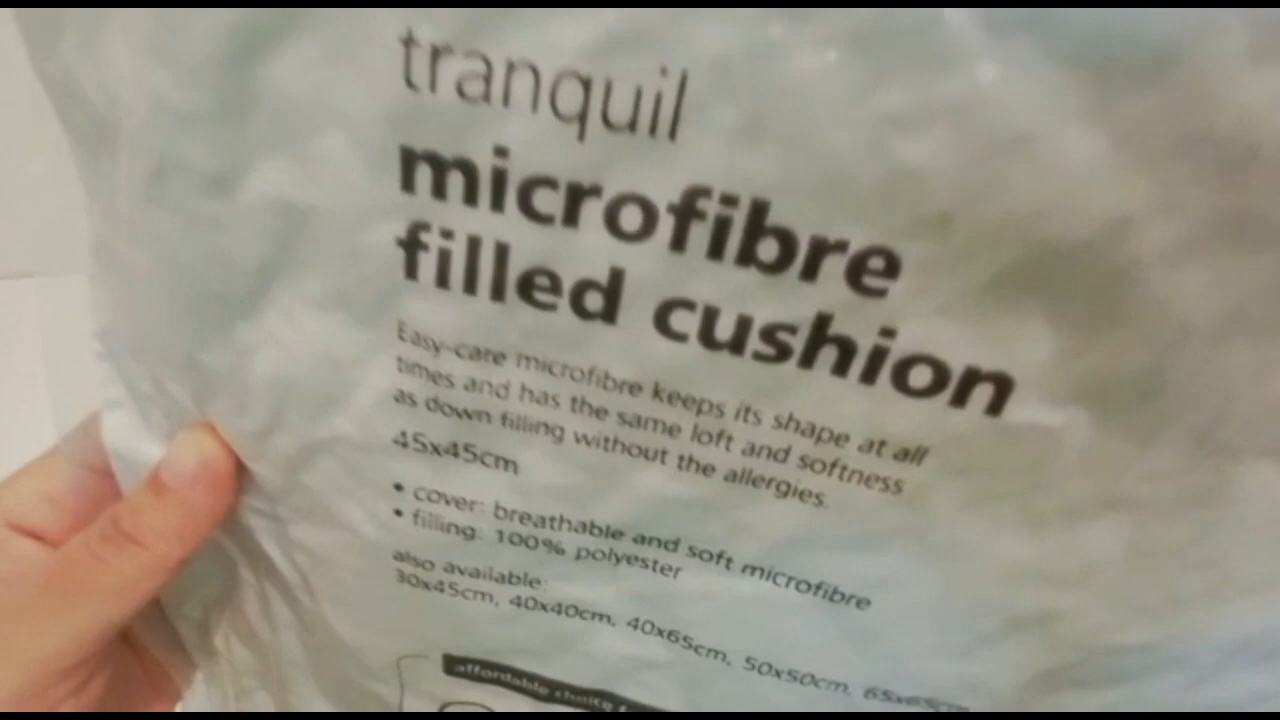 tranquil
microfibre
filled cushion
Easy-care microfibre keeps its shape at all
times and has the same loft and softness
as down filling without the allergies.
45x45cm
• cover: breathable and soft microfibre
• filling: 100% polyester
also available:
30x45cm, 40x40cm, 40x65cm, 50x50cm, 65x65cm
affordable choice